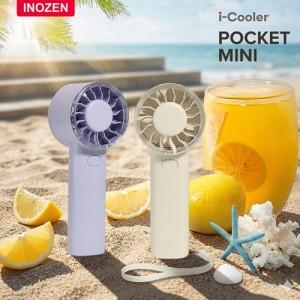 INOZEN
i-Cooler
POCKET
MINI